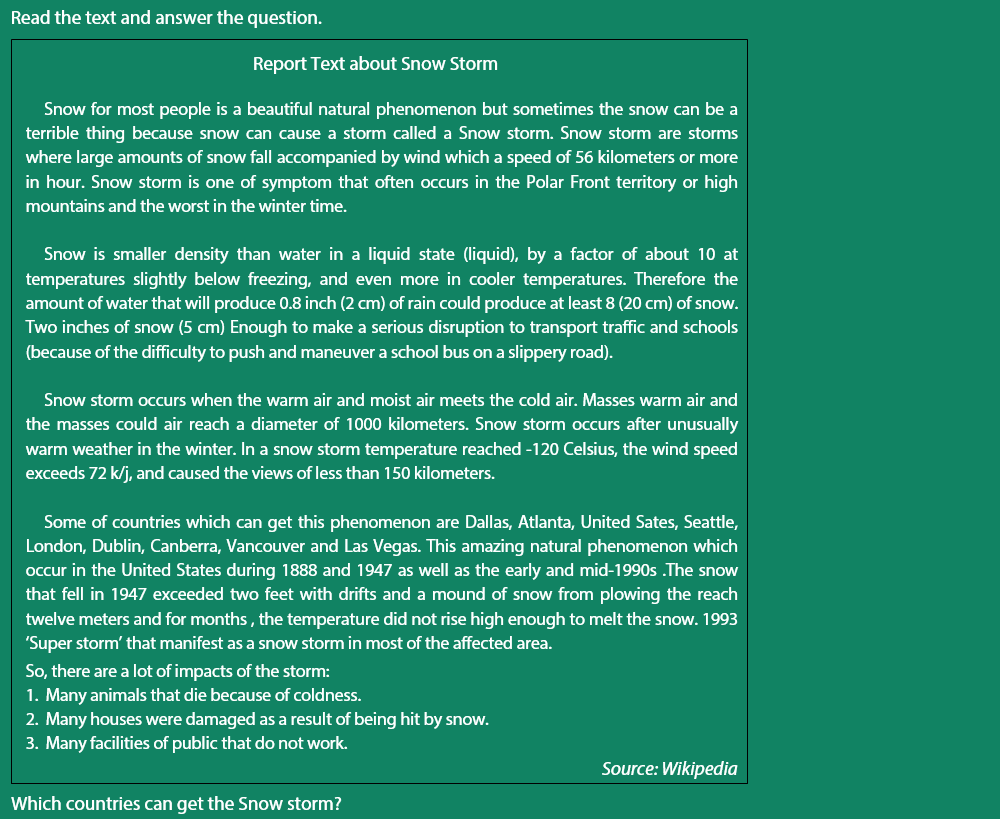 Read the text and answer the question.
Report Text about Snow Storm
Snow for most people is a beautiful natural phenomenon but sometimes the snow can be a
terrible thing because snow can cause a storm called a Snow storm. Snow storm are storms
where large amounts of snow fall accompanied by wind which a speed of 56 kilometers or more
in hour. Snow storm is one of symptom that often occurs in the Polar Front territory or high
mountains and the worst in the winter time.
Snow is smaller density than water in a liquid state (liquid), by a factor of about 10 at
temperatures slightly below freezing, and even more in cooler temperatures. Therefore the
amount of water that will produce 0.8 inch (2 cm) of rain could produce at least 8 (20 cm) of snow.
Two inches of snow (5 cm) Enough to make a serious disruption to transport traffic and schools
(because of the difficulty to push and maneuver a school bus on a slippery road).
Snow storm occurs when the warm air and moist air meets the cold air. Masses warm air and
the masses could air reach a diameter of 1000 kilometers. Snow storm occurs after unusually
warm weather in the winter. In a snow storm temperature reached -120 Celsius, the wind speed
exceeds 72 k/j, and caused the views of less than 150 kilometers.
Some of countries which can get this phenomenon are Dallas, Atlanta, United Sates, Seattle,
London, Dublin, Canberra, Vancouver and Las Vegas. This amazing natural phenomenon which
occur in the United States during 1888 and 1947 as well as the early and mid-1990s .The snow
that fell in 1947 exceeded two feet with drifts and a mound of snow from plowing the reach
twelve meters and for months , the temperature did not rise high enough to melt the snow. 1993
‘Super storm’ that manifest as a snow storm in most of the affected area.
So, there are a lot of impacts of the storm:
1. Many animals that die because of coldness.
2. Many houses were damaged as a result of being hit by snow.
3. Many facilities of public that do not work.
Source: Wikipedia
Which countries can get the Snow storm?